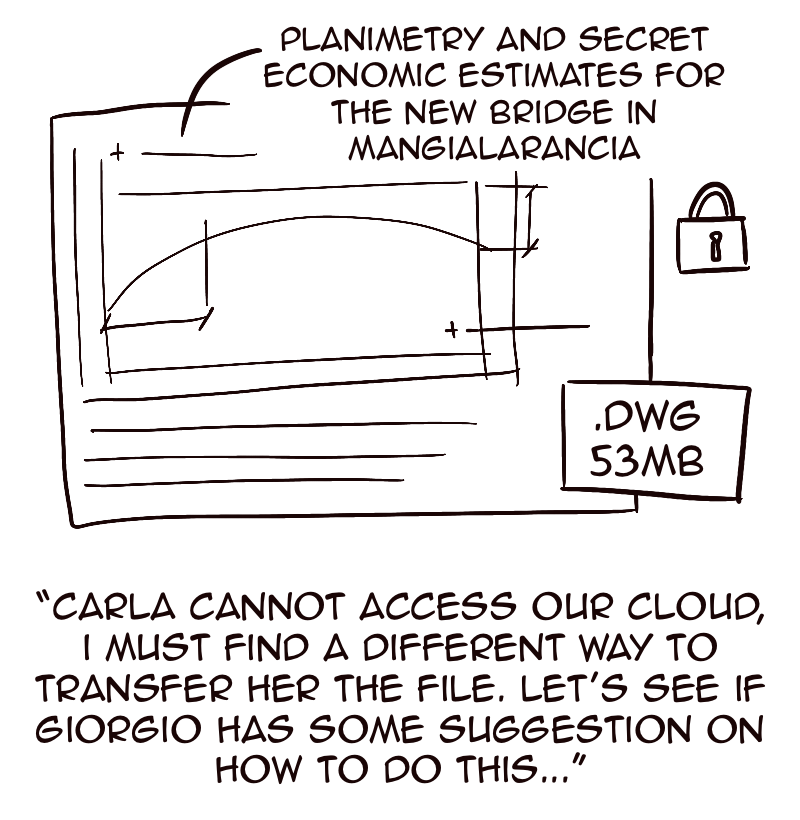 PLANIMETRY AND SECRET
ECONOMIC ESTIMATES FOR
THE NEW BRIDGE IN
MANGIALARANCIA
.DWG
53MB
"CARLA CANNOT ACCESS OUR CLOUD,
I MUST FIND A DIFFERENT WAY TO
TRANSFER HER THE FILE. LET'S SEE IF
GIORGIO HAS SOME SUGGESTION ON
HOW TO DO THIS..."